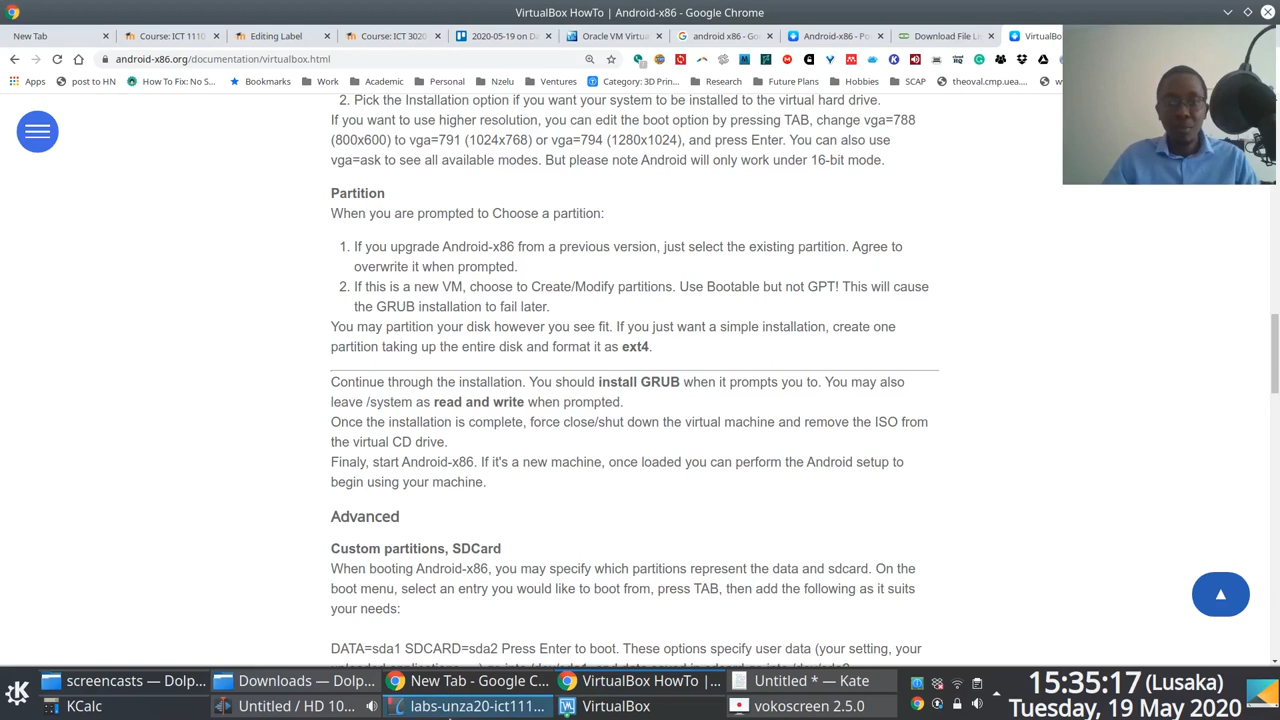 VirtualBox HowTo | Android-x86 - Google Chrome
New Tab
Course: ICT 1110
Editing Label
Course: ICT 3020
2020-05-19 on Da
Oracle VM Virtu
android x86 - Go
Android-x86 - Po
Download File Li
VirtualBo
android-x86.org/documentation/virtualbox.html
Apps
post to HN
How To Fix: No S...
Bookmarks
Work
Academic
Personal
Nzelu
Ventures
Category: 3D Prin...
Research
Future Plans
Hobbies
SCAP
theoval.cmp.uea...
2. Pick the Installation option if you want your system to be installed to the virtual hard drive.
If you want to use higher resolution, you can edit the boot option by pressing TAB, change vga=788
(800x600) to vga=791 (1024x768) or vga=794 (1280x1024), and press Enter. You can also use
vga=ask to see all available modes. But please note Android will only work under 16-bit mode.
Partition
When you are prompted to Choose a partition:
1. If you upgrade Android-x86 from a previous version, just select the existing partition. Agree to
overwrite it when prompted.
2. If this is a new VM, choose to Create/Modify partitions. Use Bootable but not GPT! This will cause
the GRUB installation to fail later.
You may partition your disk however you see fit. If you just want a simple installation, create one
partition taking up the entire disk and format it as ext4.
Continue through the installation. You should install GRUB when it prompts you to. You may also
leave /system as read and write when prompted.
Once the installation is complete, force close/shut down the virtual machine and remove the ISO from
the virtual CD drive.
Finaly, start Android-x86. If it's a new machine, once loaded you can perform the Android setup to
begin using your machine.
Advanced
Custom partitions, SDCard
When booting Android-x86, you may specify which partitions represent the data and sdcard. On the
boot menu, select an entry you would like to boot from, press TAB, then add the following as it suits
your needs:
DATA=sda1 SDCARD=sda2 Press Enter to boot. These options specify user data (your setting, your
screencasts — Dolp...
Downloads — Dolp...
New Tab - Google C...
VirtualBox HowTo |...
Untitled * — Kate
KCalc
Untitled / HD 10...
labs-unza20-ict111...
VirtualBox
vokoscreen 2.5.0
15:35:17 (Lusaka)
Tuesday, 19 May 2020